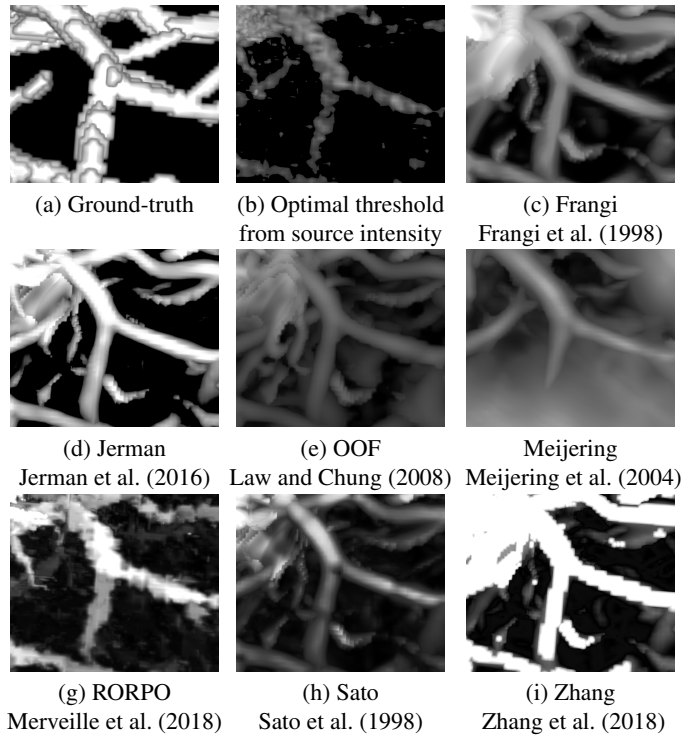 (a) Ground-truth
(b) Optimal threshold
from source intensity
(c) Frangi
Frangi et al. (1998)
(d) Jerman
Jerman et al. (2016)
(e) OOF
Law and Chung (2008)
Meijering
Meijering et al. (2004)
(g) RORPO
Merveille et al. (2018)
(h) Sato
Sato et al. (1998)
(i) Zhang
Zhang et al. (2018)